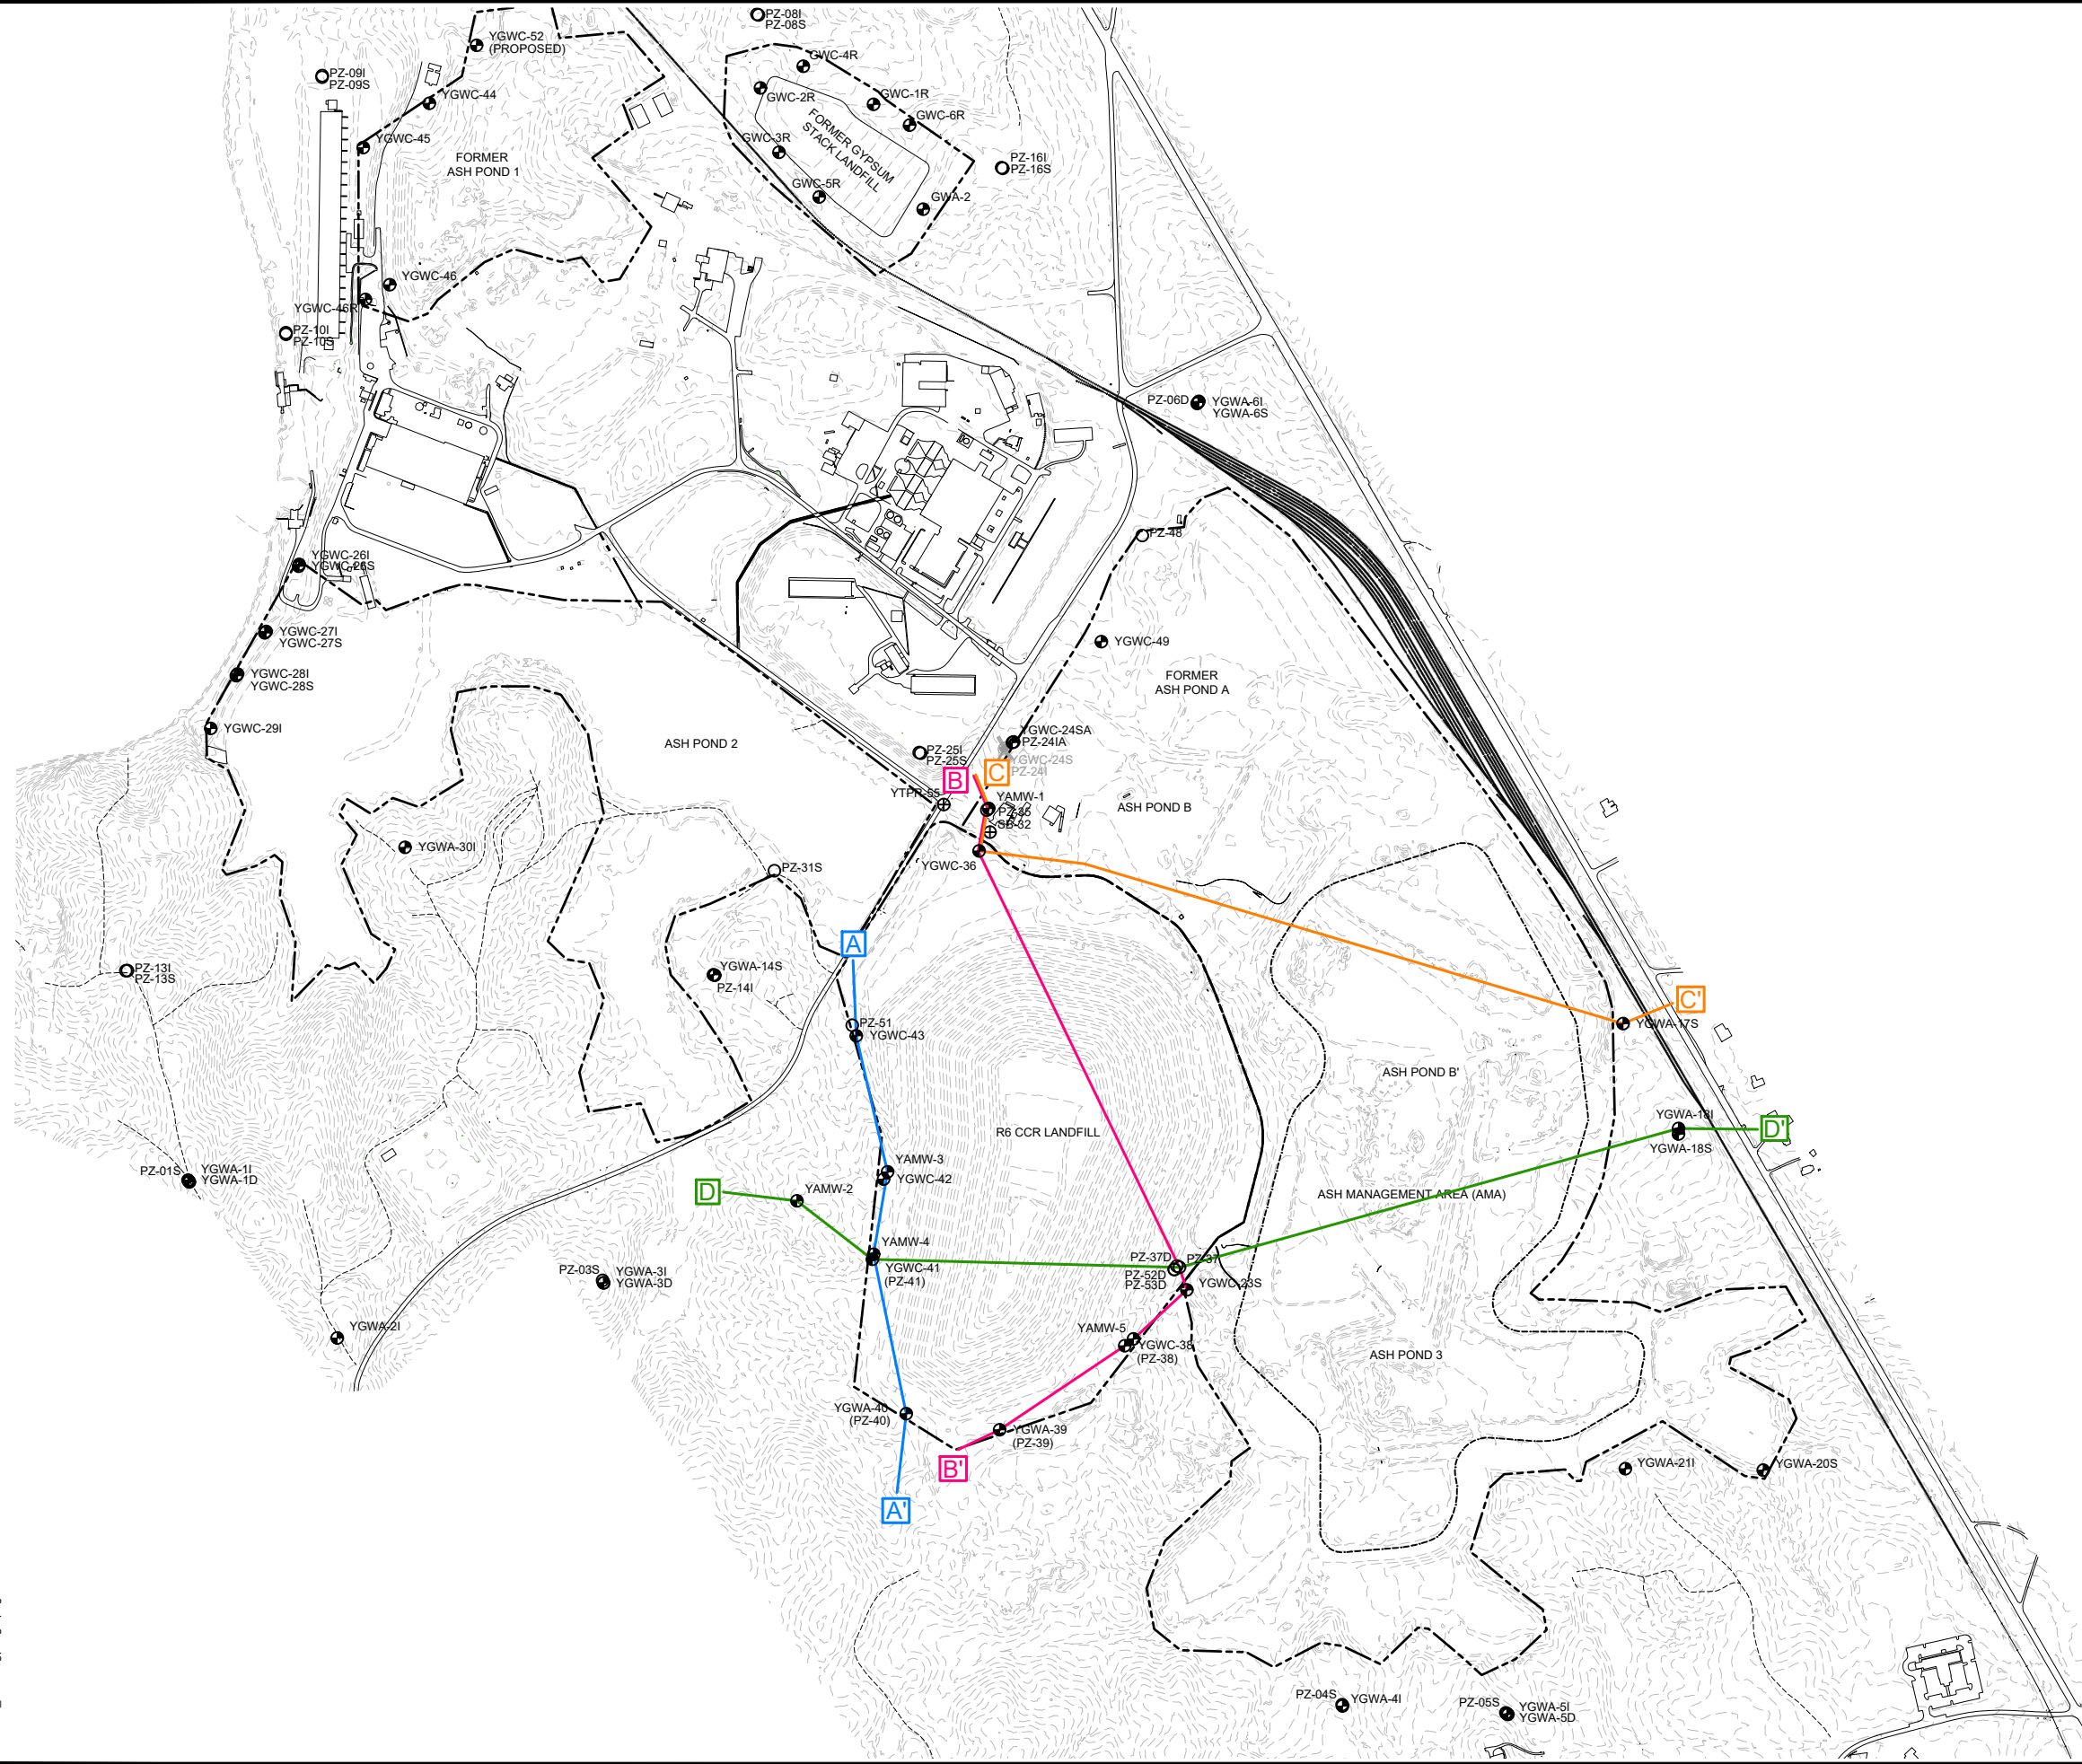 PZ-08I
PZ-08S
YGWC-52
(PROPOSED)
PZ-09I
PZ-09S
GWC-4R
YGWC-44
GWC-2R
GWC-1R
GWC-6R
YGWC-45
GWC-3R
FORMER GYPSUM
STACK LANDFILL
FORMER
ASH POND 1
PZ-16I
PZ-16S
GWC-5R
GWA-2
YGWC-46
YGWC-46R
PZ-10I
PZ-10S
PZ-06D
YGWA-6I
YGWA-6S
PZ-48
YGWC-26I
YGWC-26S
YGWC-27I
YGWC-27S
YGWC-49
YGWC-28I
YGWC-28S
FORMER
ASH POND A
YGWC-29I
ASH POND 2
YGWC-24SA
PZ-24IA
PZ-25I
PZ-25S
YGWC-24S
PZ-24I
B
C
YTPR-55
YAMW-1
PZ-35
SB-32
ASH POND B
YGWA-30I
YGWC-36
PZ-31S
A
PZ-13I
PZ-13S
YGWA-14S
PZ-14I
C'
PZ-51
YGWC-43
YGWA-17S
ASH POND B'
YGWA-18I
D'
YGWA-18S
R6 CCR LANDFILL
PZ-01S
YGWA-1I
YGWA-1D
YAMW-3
YGWC-42
D
YAMW-2
ASH MANAGEMENT AREA (AMA)
YAMW-4
YGWC-41
(PZ-41)
PZ-37D
PZ-37
PZ-52D
PZ-53D
YGWC-23S
PZ-03S
YGWA-3I
YGWA-3D
YGWA-2I
YAMW-5
YGWC-38
(PZ-38)
ASH POND 3
YGWA-40
(PZ-40)
YGWA-39
(PZ-39)
B'
YGWA-21I
YGWA-20S
A'
PZ-04S
YGWA-4I
PZ-05S
YGWA-5I
YGWA-5D